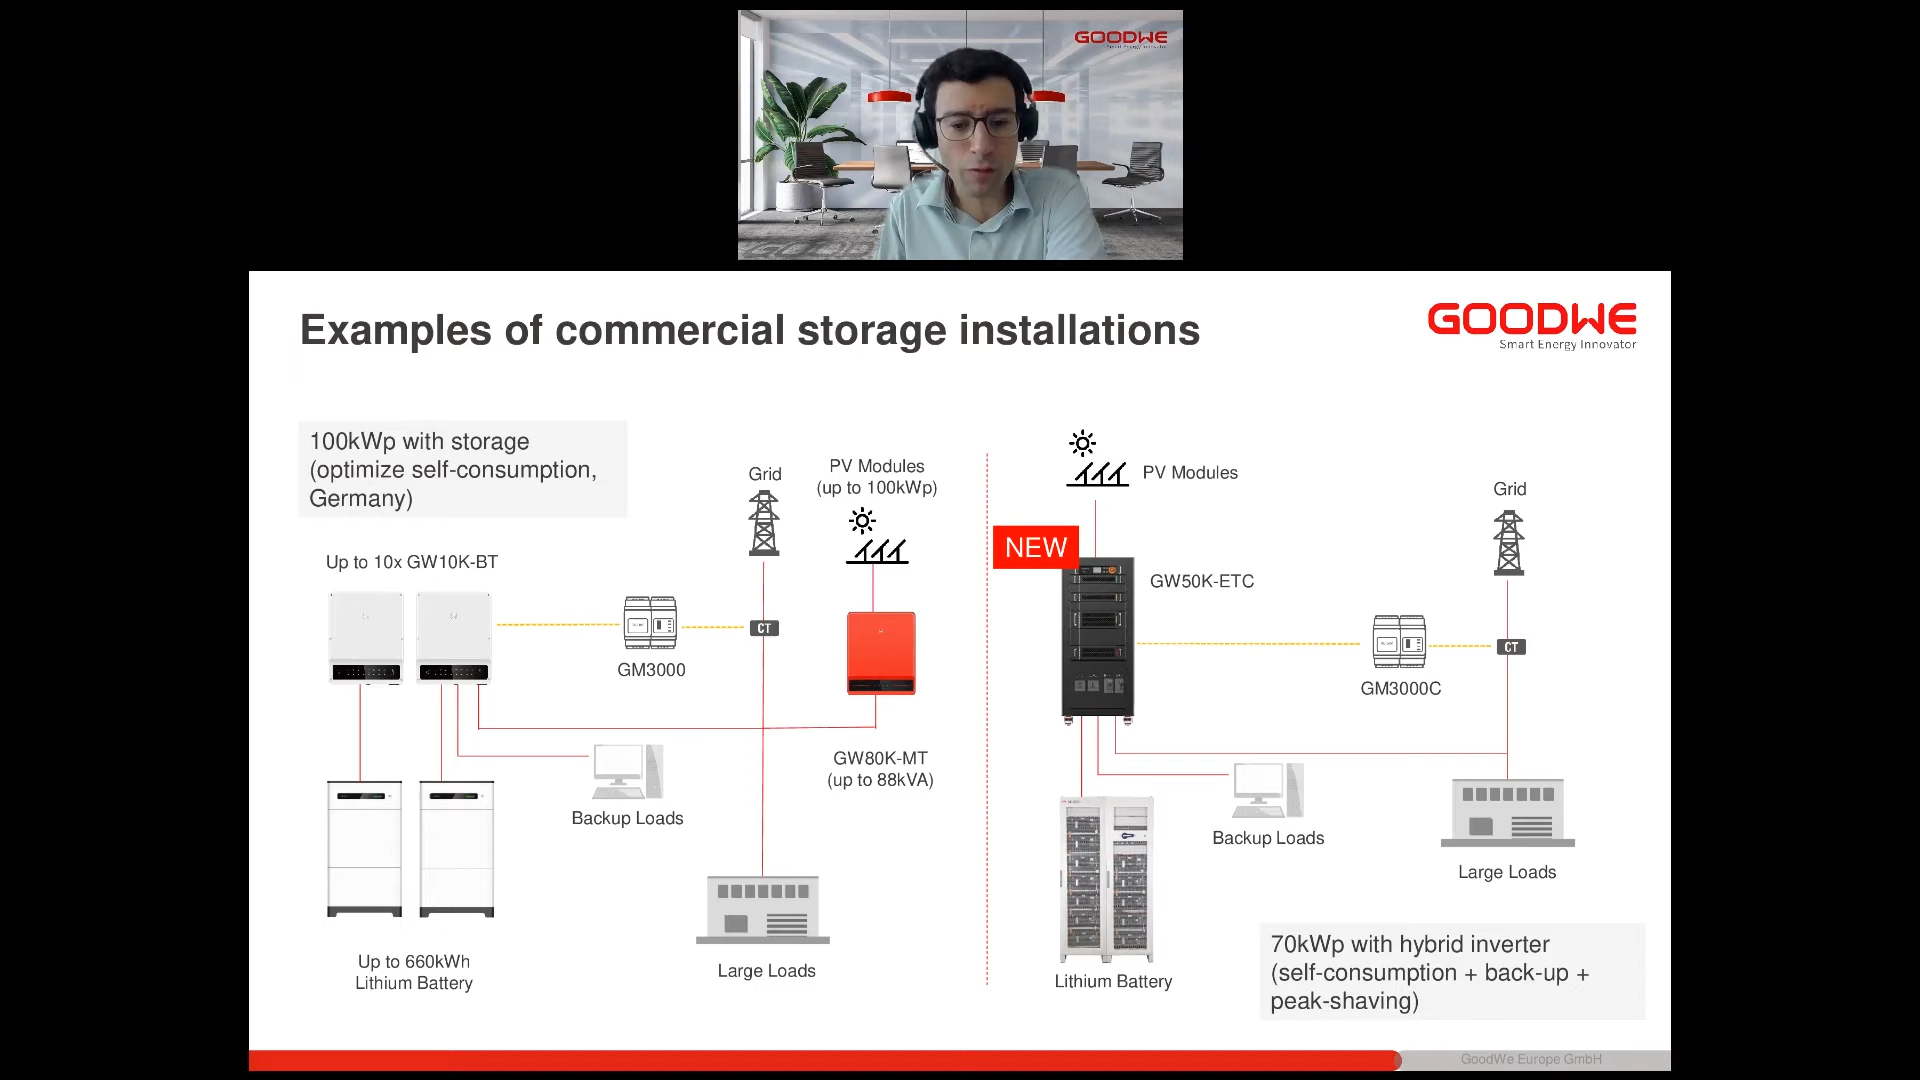 GOODWE
Smart Energy Innovator
Examples of commercial storage installations
GOODWE
Smart Energy Innovator
100kWp with storage
(optimize self-consumption,
Germany)
Grid
PV Modules
(up to 100kWp)
Up to 10x GW10K-BT
CT
GM3000
GW80K-MT
(up to 88kVA)
Backup Loads
Up to 660kWh
Lithium Battery
Large Loads
PV Modules
Grid
NEW
GW50K-ETC
CT
GM3000C
Backup Loads
Large Loads
Lithium Battery
70kWp with hybrid inverter
(self-consumption + back-up +
peak-shaving)
GoodWe Europe GmbH